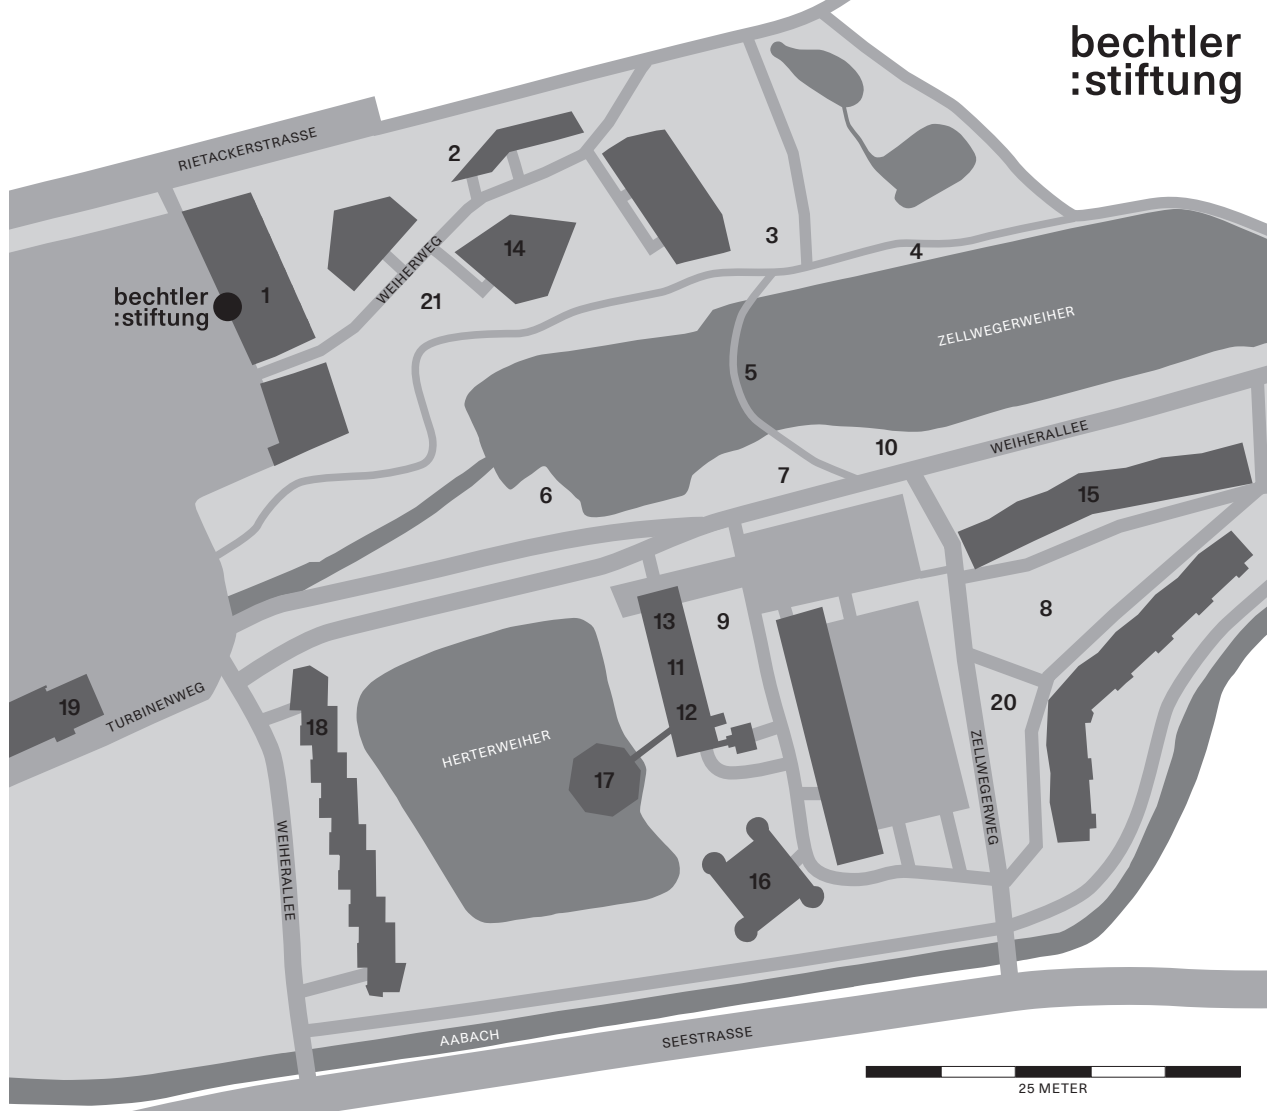 bechtler
:stiftung
RIETACKERSTRASSE
2
3
4
14
WEIHERWEG
21
1
bechtler
:stiftung
ZELLWEGERWEIHER
5
10
WEIHERALLEE
7
6
15
8
13
9
11
12
20
19
TURBINENWEG
18
HERTERWEIHER
17
ZELLWEGERWEG
WEIHERALLEE
16
AABACH
SEESTRASSE
25 METER